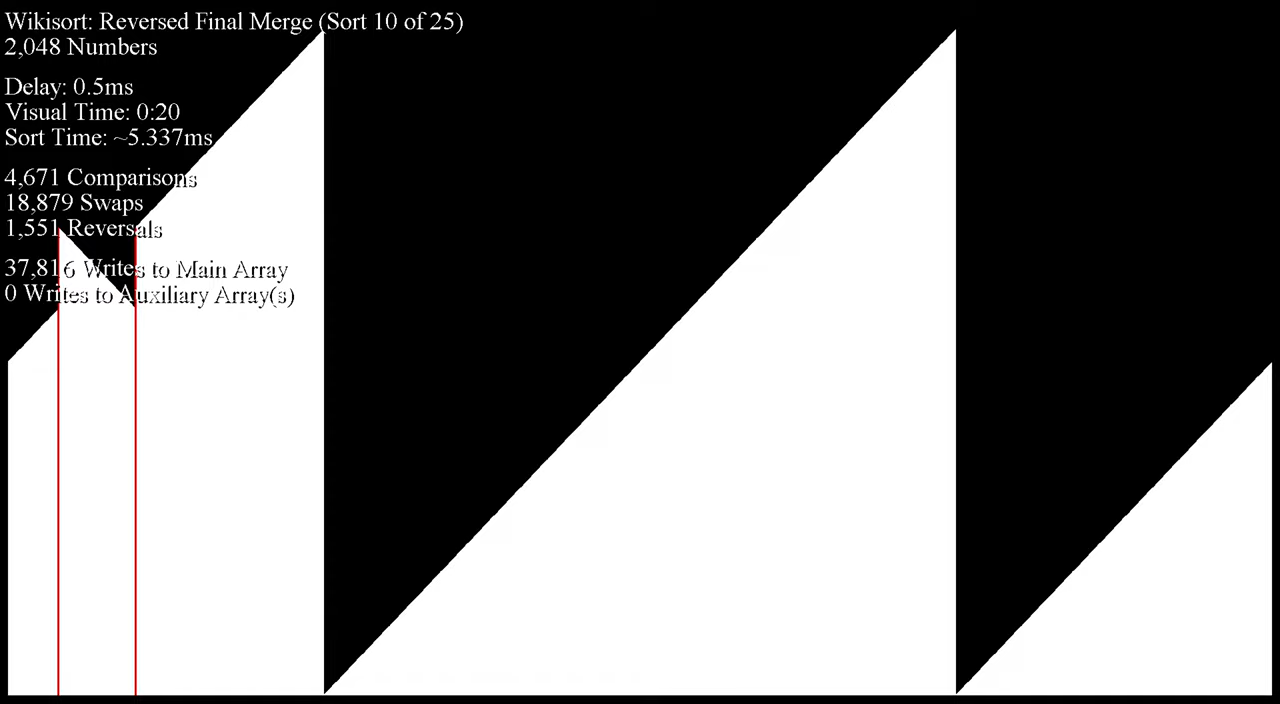 Wikisort: Reversed Final Merge (Sort 10 of 25)
2,048 Numbers
Delay: 0.5ms
Visual Time: 0:20
Sort Time: ~5.337ms
4,671 Comparisons
18,879 Swaps
1,551 Reversals
37,816 Writes to Main Array
0 Writes to Auxiliary Array(s)